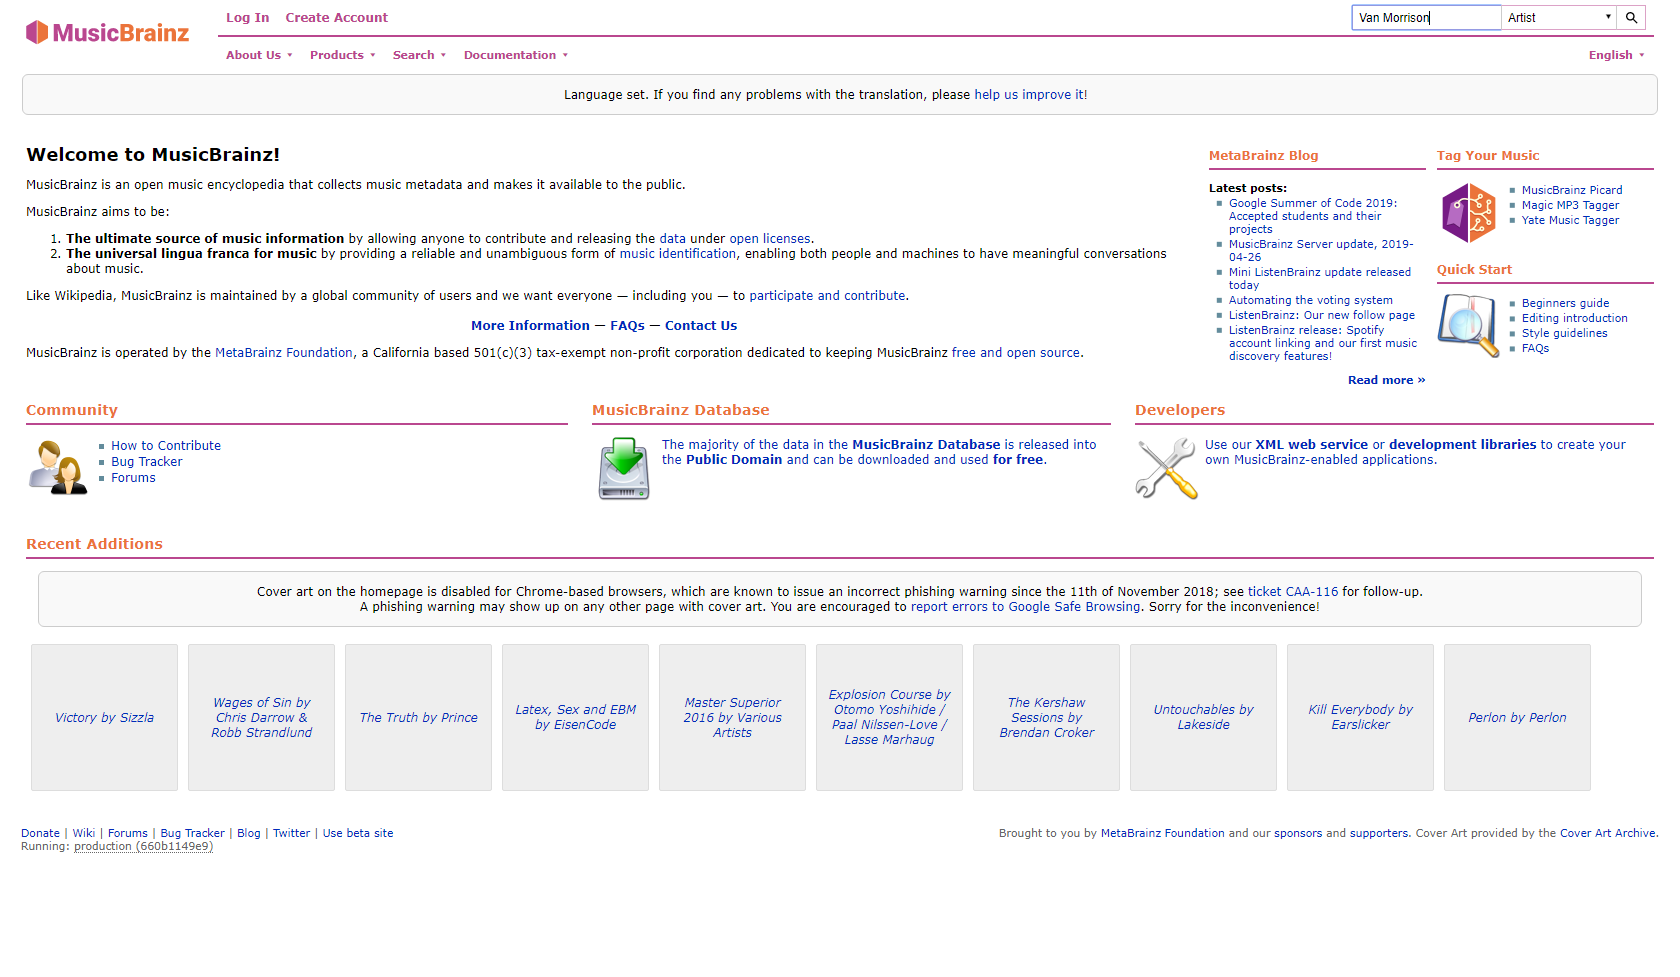 MusicBrainz
Log In Create Account
Van Morrison Artist
About Us Products Search Documentation English
Language set. If you find any problems with the translation, please help us improve it!
Welcome to MusicBrainz!
MusicBrainz is an open music encyclopedia that collects music metadata and makes it available to the public.
MusicBrainz aims to be:
1. The ultimate source of music information by allowing anyone to contribute and releasing the data under open licenses.
2. The universal lingua franca for music by providing a reliable and unambiguous form of music identification, enabling both people and machines to have meaningful conversations
about music.
Like Wikipedia, MusicBrainz is maintained by a global community of users and we want everyone — including you — to participate and contribute.
More Information — FAQs — Contact Us
MusicBrainz is operated by the MetaBrainz Foundation, a California based 501(c)(3) tax-exempt non-profit corporation dedicated to keeping MusicBrainz free and open source.
MetaBrainz Blog
Latest posts:
Google Summer of Code 2019:
Accepted students and their
projects
MusicBrainz Server update, 2019-
04-26
Mini ListenBrainz update released
today
Automating the voting system
ListenBrainz: Our new follow page
ListenBrainz release: Spotify
account linking and our first music
discovery features!
Read more »
Tag Your Music
MusicBrainz Picard
Magic MP3 Tagger
Yate Music Tagger
Quick Start
Beginners guide
Editing introduction
Style guidelines
FAQs
Community
How to Contribute
Bug Tracker
Forums
MusicBrainz Database
The majority of the data in the MusicBrainz Database is released into
the Public Domain and can be downloaded and used for free.
Developers
Use our XML web service or development libraries to create your
own MusicBrainz-enabled applications.
Recent Additions
Cover art on the homepage is disabled for Chrome-based browsers, which are known to issue an incorrect phishing warning since the 11th of November 2018; see ticket CAA-116 for follow-up.
A phishing warning may show up on any other page with cover art. You are encouraged to report errors to Google Safe Browsing. Sorry for the inconvenience!
Victory by Sizzla
Wages of Sin by
Chris Darrow &
Robb Strandlund
The Truth by Prince
Latex, Sex and EBM
by EisenCode
Master Superior
2016 by Various
Artists
Explosion Course by
Otomo Yoshihide /
Paal Nilssen-Love /
Lasse Marhaug
The Kershaw
Sessions by
Brendan Croker
Untouchables by
Lakeside
Kill Everybody by
Earslicker
Perlon by Perlon
Donate | Wiki | Forums | Bug Tracker | Blog | Twitter | Use beta site
Running: production (660b1149e9)
Brought to you by MetaBrainz Foundation and our sponsors and supporters. Cover Art provided by the Cover Art Archive.